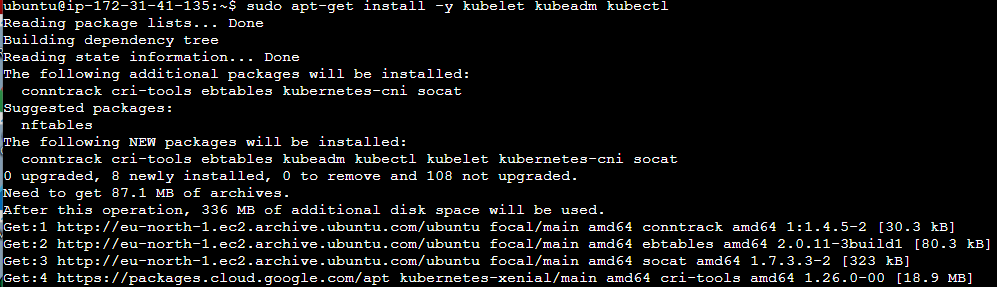 ubuntu@ip-172-31-41-135:~$ sudo apt-get install -y kubelet kubeadm kubectl
Reading package lists... Done
Building dependency tree
Reading state information... Done
The following additional packages will be installed:
  conntrack cri-tools ebtables kubernetes-cni socat
Suggested packages:
  nftables
The following NEW packages will be installed:
  conntrack cri-tools ebtables kubeadm kubectl kubelet kubernetes-cni socat
0 upgraded, 8 newly installed, 0 to remove and 108 not upgraded.
Need to get 87.1 MB of archives.
After this operation, 336 MB of additional disk space will be used.
Get:1 http://eu-north-1.ec2.archive.ubuntu.com/ubuntu focal/main amd64 conntrack amd64 1:1.4.5-2 [30.3 kB]
Get:2 http://eu-north-1.ec2.archive.ubuntu.com/ubuntu focal/main amd64 ebtables amd64 2.0.11-3build1 [80.3 kB]
Get:3 http://eu-north-1.ec2.archive.ubuntu.com/ubuntu focal/main amd64 socat amd64 1.7.3.3-2 [323 kB]
Get:4 https://packages.cloud.google.com/apt kubernetes-xenial/main amd64 cri-tools amd64 1.26.0-00 [18.9 MB]